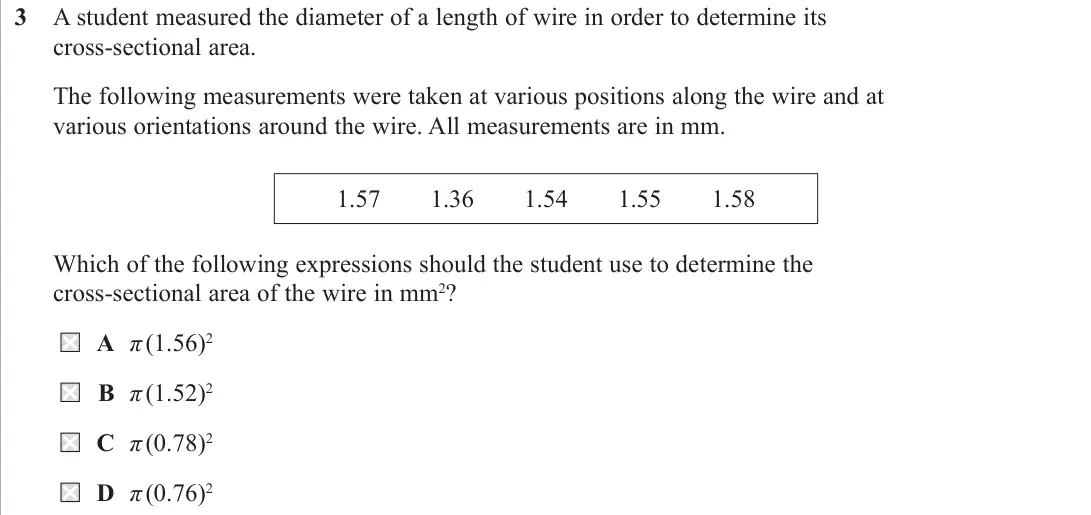 3 A student measured the diameter of a length of wire in order to determine its
cross-sectional area.
The following measurements were taken at various positions along the wire and at
various orientations around the wire. All measurements are in mm.
1.57 1.36 1.54 1.55 1.58
Which of the following expressions should the student use to determine the
cross-sectional area of the wire in mm²?
A π(1.56)²
B π(1.52)²
C π(0.78)²
D π(0.76)²